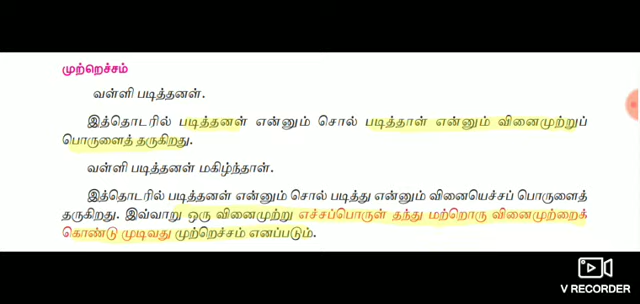 முற்றெச்சம்
வள்ளி படித்தனள்.
இத்தொடரில் படித்தனள் என்னும் சொல் படித்தாள் என்னும் வினைமுற்றுப்
பொருளைத் தருகிறது.
வள்ளி படித்தனள் மகிழ்ந்தாள்.
இத்தொடரில் படித்தனள் என்னும் சொல் படித்து என்னும் வினையெச்சப் பொருளைத்
தருகிறது. இவ்வாறு ஒரு வினைமுற்று எச்சப்பொருள் தந்து மற்றொரு வினைமுற்றைக்
கொண்டு முடிவது முற்றெச்சம் எனப்படும்.
V RECORDER